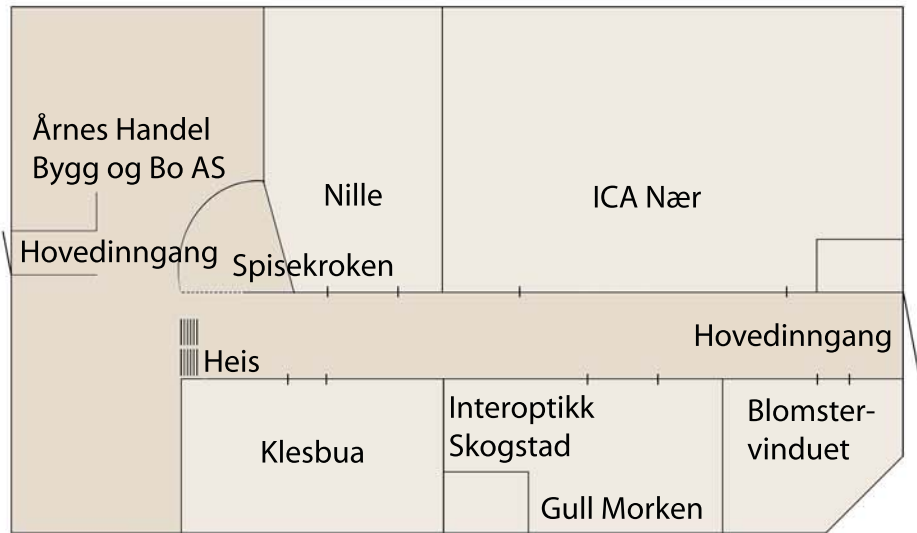 Årnes Handel
Bygg og Bo AS
Nille
ICA Nær
Hovedinngang
Spisekroken
Hovedinngang
Heis
Klesbua
Interoptikk
Skogstad
Gull Morken
Blomster-
vinduet